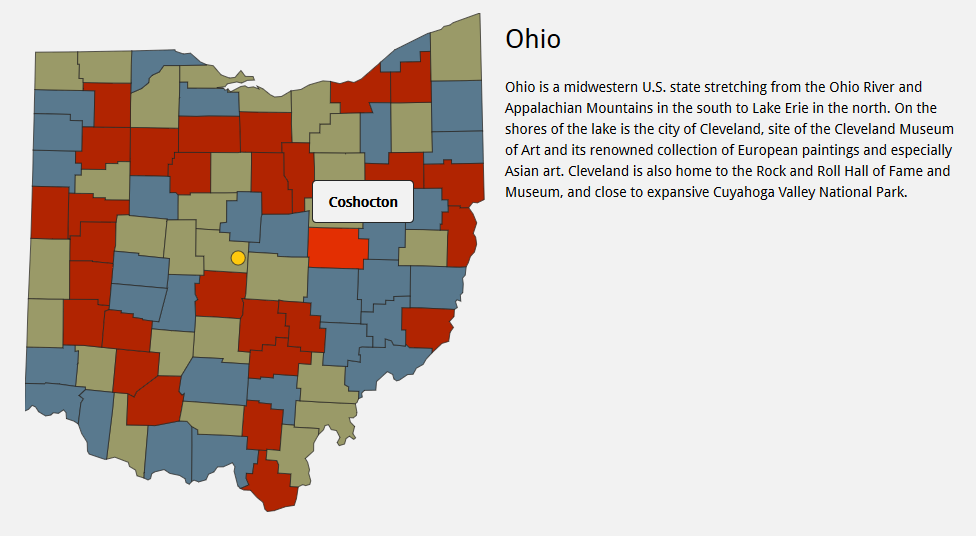 Ohio
Ohio is a midwestern U.S. state stretching from the Ohio River and
Appalachian Mountains in the south to Lake Erie in the north. On the
shores of the lake is the city of Cleveland, site of the Cleveland Museum
of Art and its renowned collection of European paintings and especially
Asian art. Cleveland is also home to the Rock and Roll Hall of Fame and
Museum, and close to expansive Cuyahoga Valley National Park.
Coshocton